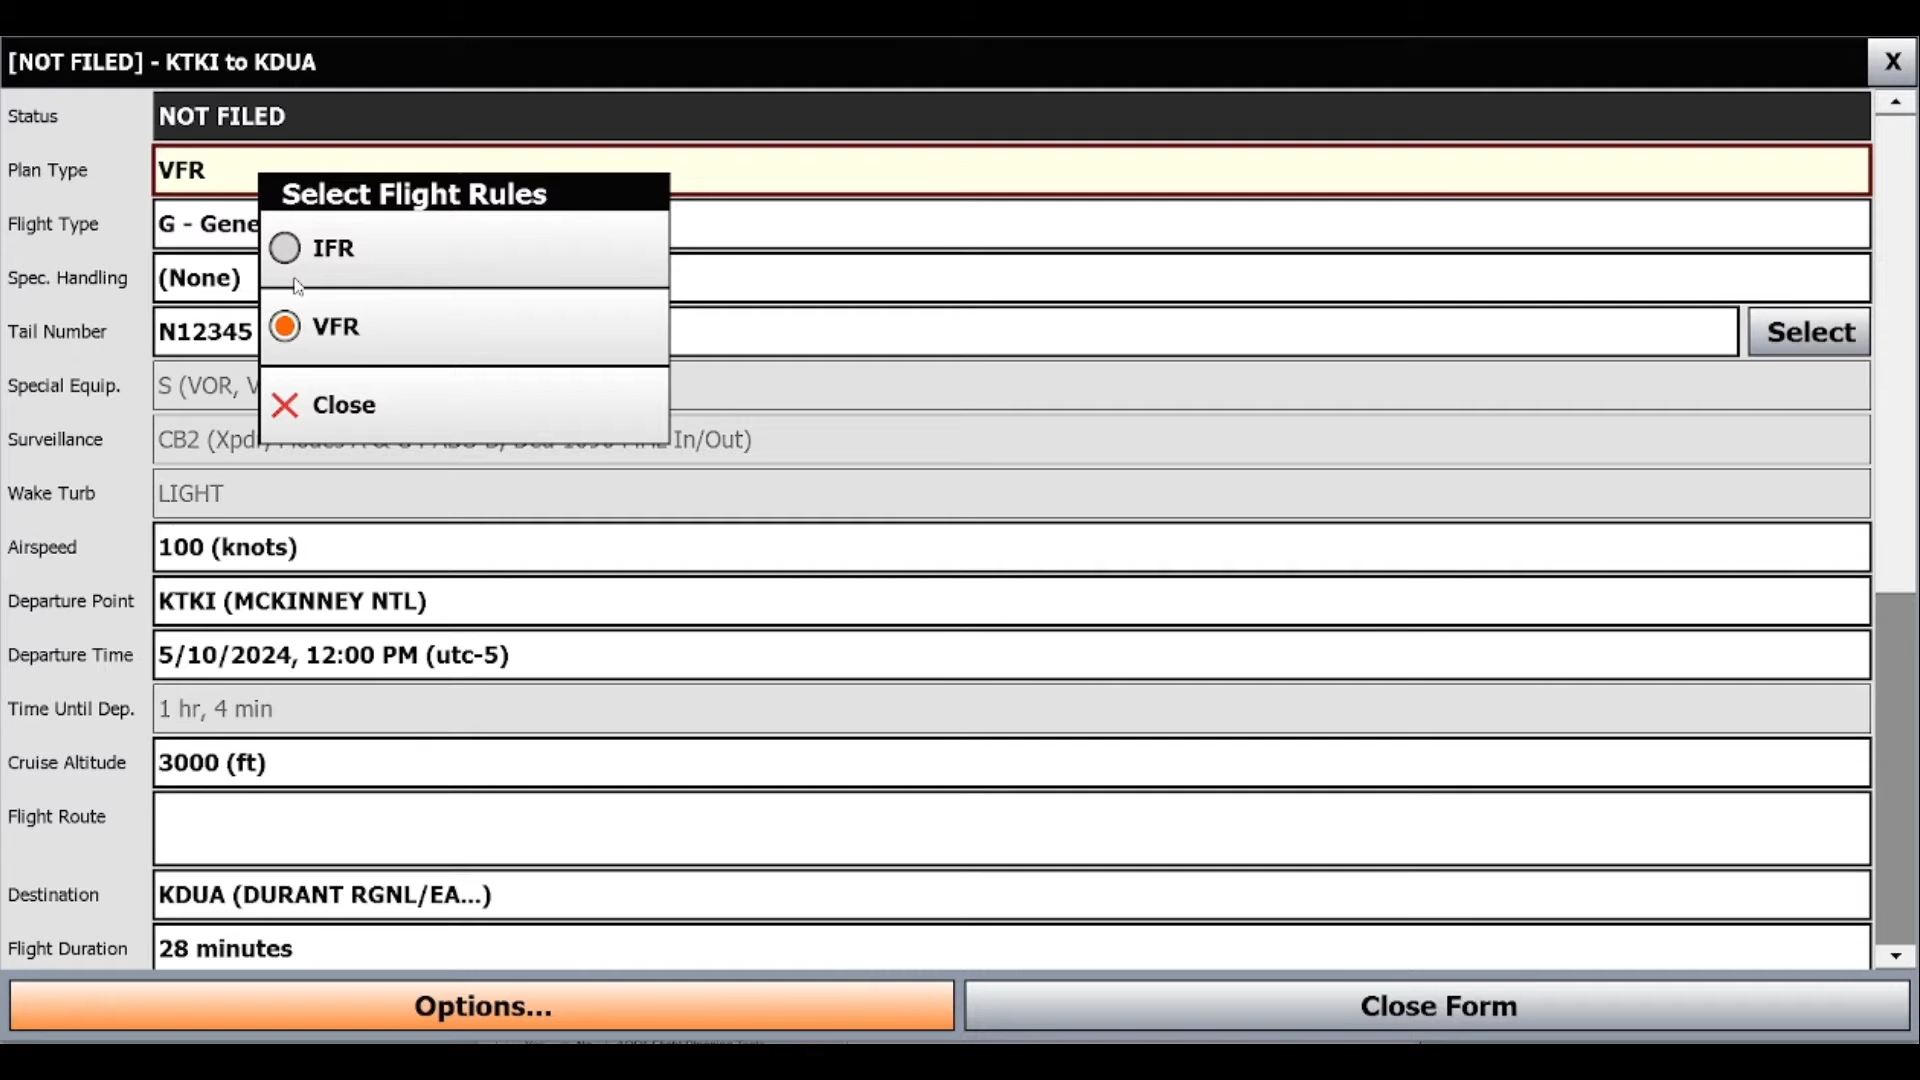 [NOT FILED] - KTKI to KDUA
X
Status
NOT FILED
Plan Type
VFR
Select Flight Rules
IFR
VFR
Close
Flight Type
G - Gene
Spec. Handling
(None)
Tail Number
N12345
Select
Special Equip.
S (VOR, V
Surveillance
CB2 (Xpdr In/Out)
Wake Turb
LIGHT
Airspeed
100 (knots)
Departure Point
KTKI (MCKINNEY NTL)
Departure Time
5/10/2024, 12:00 PM (utc-5)
Time Until Dep.
1 hr, 4 min
Cruise Altitude
3000 (ft)
Flight Route
Destination
KDUA (DURANT RGNL/EA...)
Flight Duration
28 minutes
Options...
Close Form